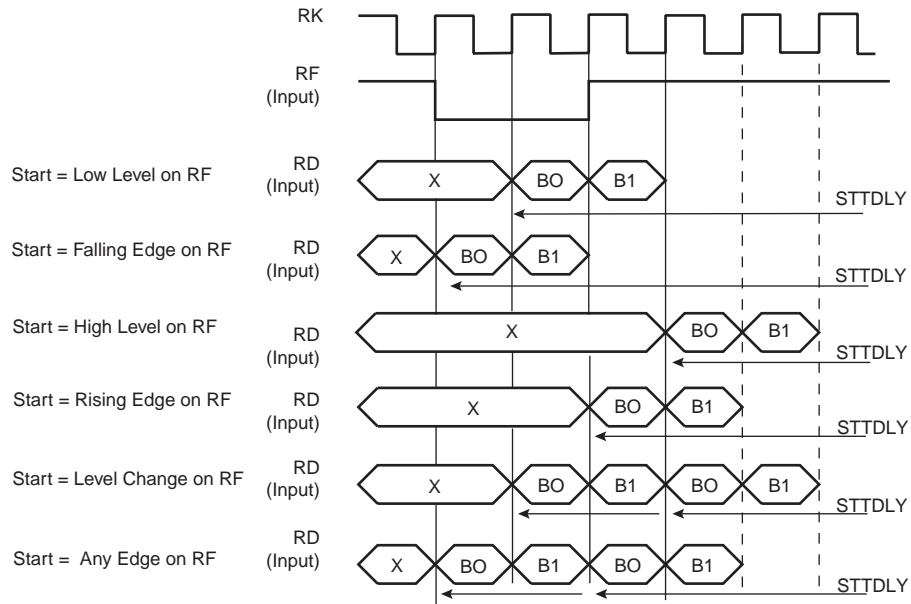 RK
RF
(Input)
Start = Low Level on RF
RD
(Input)
X
BO
B1
STTDLY
Start = Falling Edge on RF
RD
(Input)
X
BO
B1
STTDLY
Start = High Level on RF
RD
(Input)
X
BO
B1
STTDLY
Start = Rising Edge on RF
RD
(Input)
X
BO
B1
STTDLY
Start = Level Change on RF
RD
(Input)
X
BO
B1
BO
B1
STTDLY
Start = Any Edge on RF
RD
(Input)
X
BO
B1
BO
B1
STTDLY